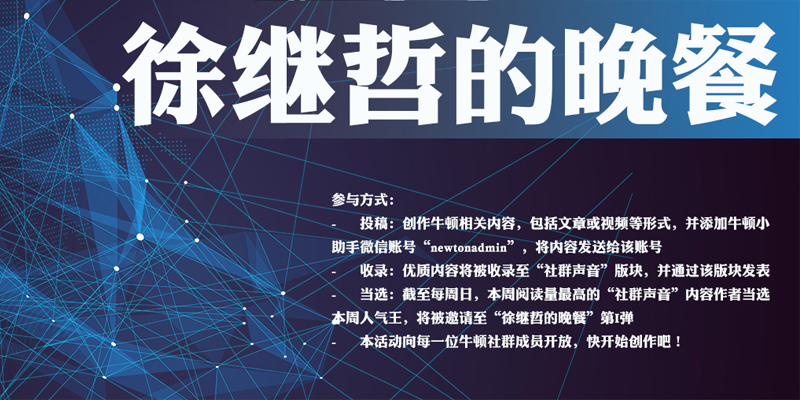 徐继哲的晚餐
参与方式：
- 投稿：创作牛顿相关内容，包括文章或视频等形式，并添加牛顿小
助手微信账号“newtonadmin”，将内容发送给该账号
- 收录：优质内容将被收录至“社群声音”版块，并通过该版块发表
- 当选：截至每周日，本周阅读量最高的“社群声音”内容作者当选
本周人气王，将被邀请至“徐继哲的晚餐”第1弹
- 本活动向每一位牛顿社群成员开放，快开始创作吧！